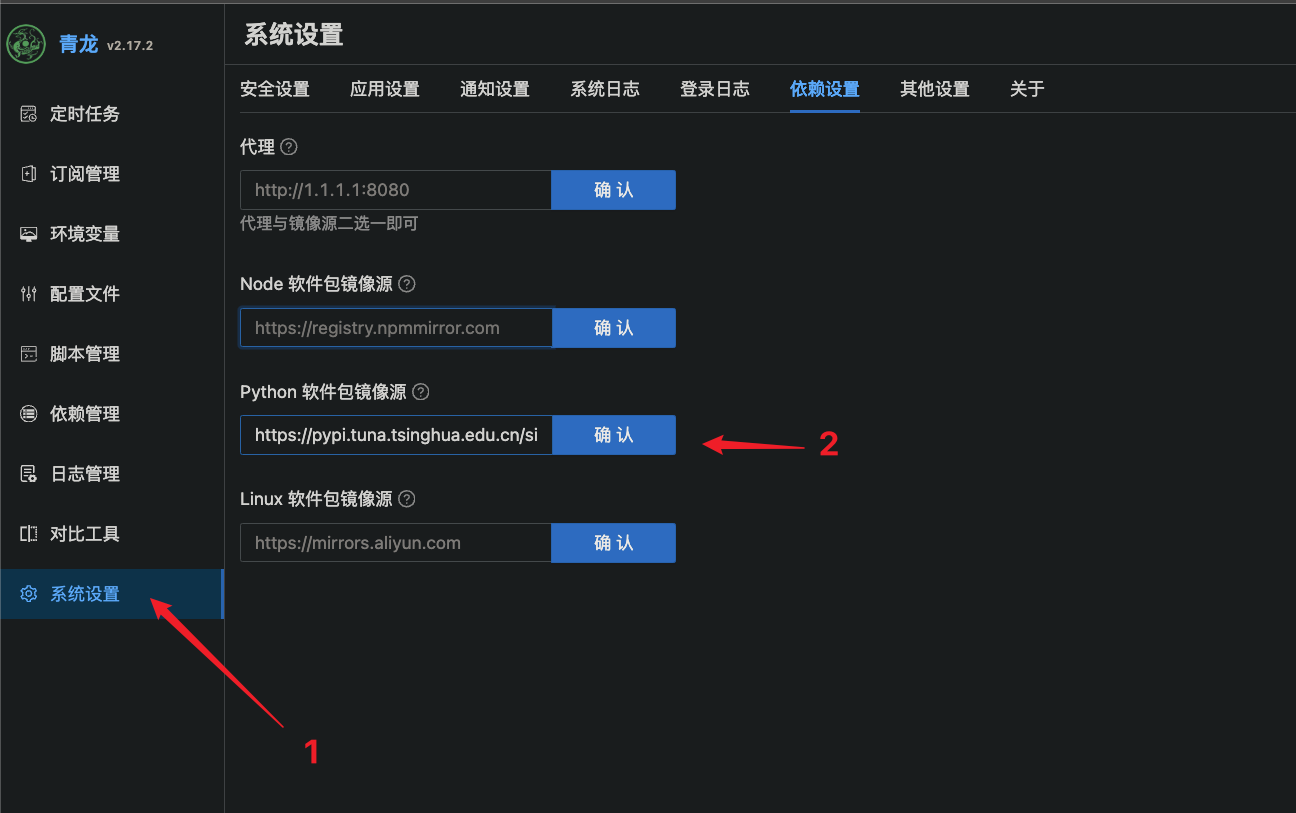 青龙 v2.17.2
定时任务
订阅管理
环境变量
配置文件
脚本管理
依赖管理
日志管理
对比工具
系统设置
1
系统设置
安全设置 应用设置 通知设置 系统日志 登录日志 依赖设置 其他设置 关于
代理
http://1.1.1.1:8080 确 认
代理与镜像源二选一即可
Node 软件包镜像源
https://registry.npmmirror.com 确 认
Python 软件包镜像源
https://pypi.tuna.tsinghua.edu.cn/si 确 认
2
Linux 软件包镜像源
https://mirrors.aliyun.com 确 认